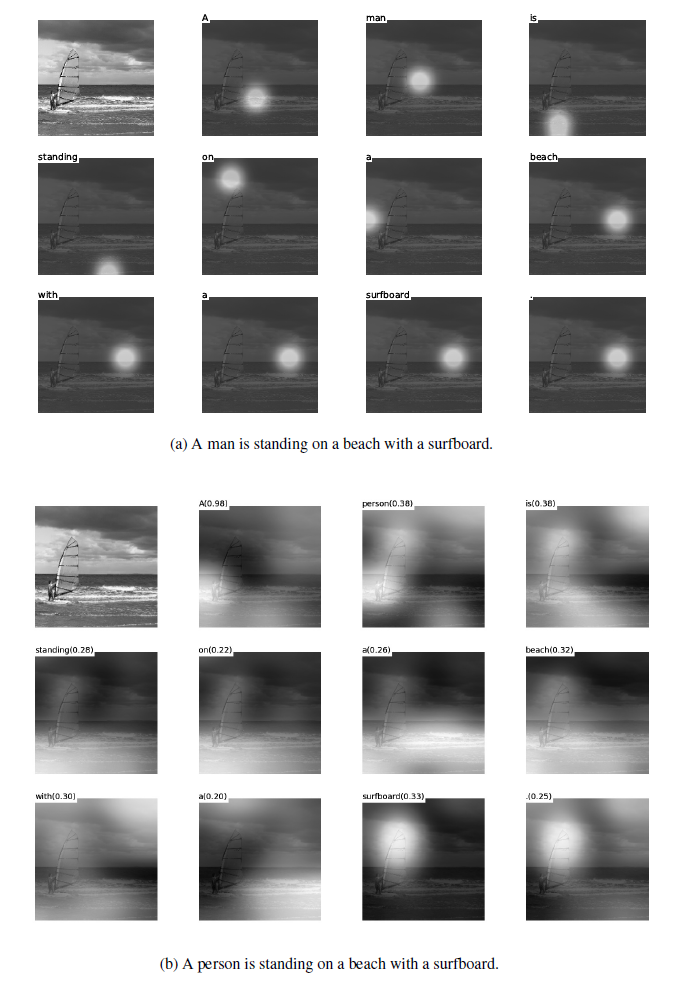 A man is
standing on a beach
with a surfboard .
(a) A man is standing on a beach with a surfboard.
A(0.98) person(0.38) is(0.38)
standing(0.28) on(0.22) a(0.26) beach(0.32)
with(0.30) a(0.20) surfboard(0.33) .(0.25)
(b) A person is standing on a beach with a surfboard.